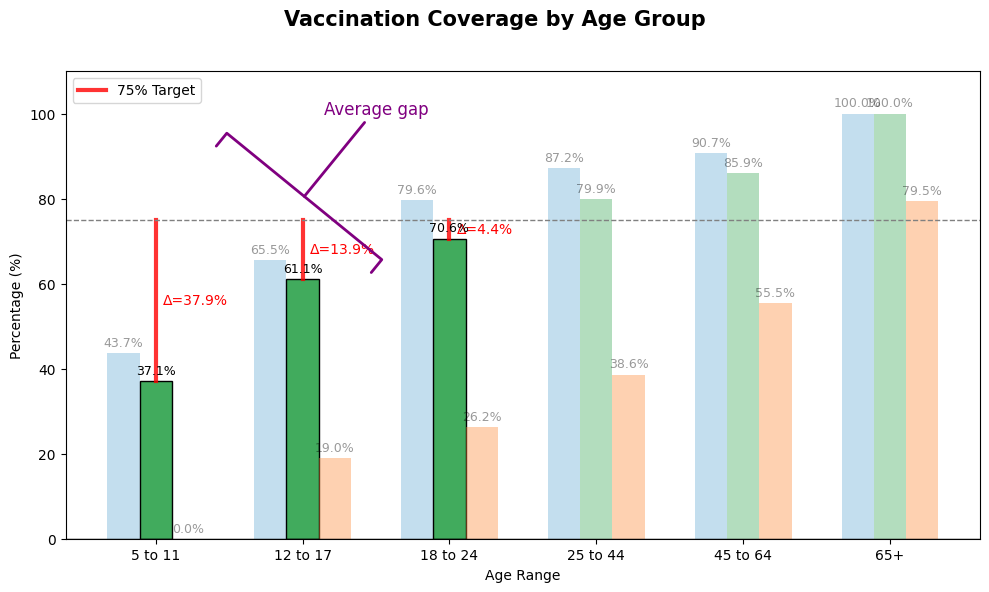 Vaccination Coverage by Age Group
75% Target
Average gap
100
80
60
40
20
0
Percentage (%)
43.7%
37.1%
0.0%
Δ=37.9%
65.5%
61.1%
19.0%
Δ=13.9%
79.6%
70.6%
26.2%
Δ=4.4%
87.2%
79.9%
38.6%
90.7%
85.9%
55.5%
100.0%
100.0%
79.5%
5 to 11
12 to 17
18 to 24
25 to 44
45 to 64
65+
Age Range